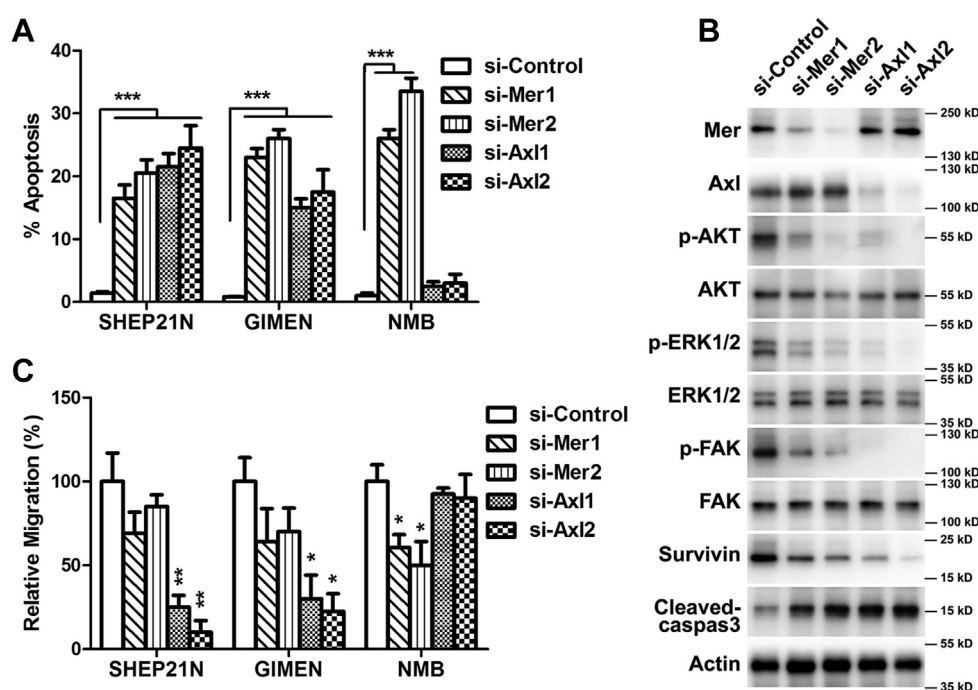 A
% Apoptosis
40
30
20
10
0
***
***
***
SHEP21N
GIMEN
NMB
si-Control
si-Mer1
si-Mer2
si-Axl1
si-Axl2
B
si-Control
si-Mer1
si-Mer2
si-Axl1
si-Axl2
Mer
250 kD
130 kD
Axl
130 kD
100 kD
p-AKT
55 kD
AKT
55 kD
p-ERK1/2
55 kD
35 kD
ERK1/2
55 kD
35 kD
p-FAK
130 kD
100 kD
FAK
130 kD
100 kD
Survivin
25 kD
15 kD
Cleaved-
caspas3
15 kD
Actin
55 kD
35 kD
C
Relative Migration (%)
150
100
50
0
**
**
*
*
*
*
SHEP21N
GIMEN
NMB
si-Control
si-Mer1
si-Mer2
si-Axl1
si-Axl2